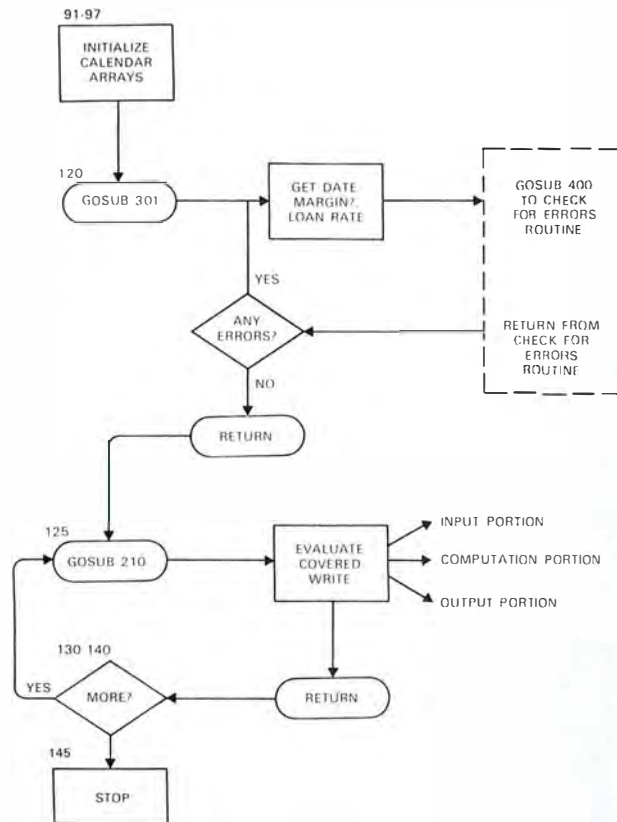 91-97
INITIALIZE
CALENDAR
ARRAYS
120
GOSUB 301
GET DATE
MARGIN?,
LOAN RATE
GOSUB 400
TO CHECK
FOR ERRORS
ROUTINE
YES
ANY
ERRORS?
RETURN FROM
CHECK FOR
ERRORS
ROUTINE
NO
RETURN
125
GOSUB 210
EVALUATE
COVERED
WRITE
INPUT PORTION
COMPUTATION PORTION
OUTPUT PORTION
130 140
YES
MORE?
RETURN
145
STOP